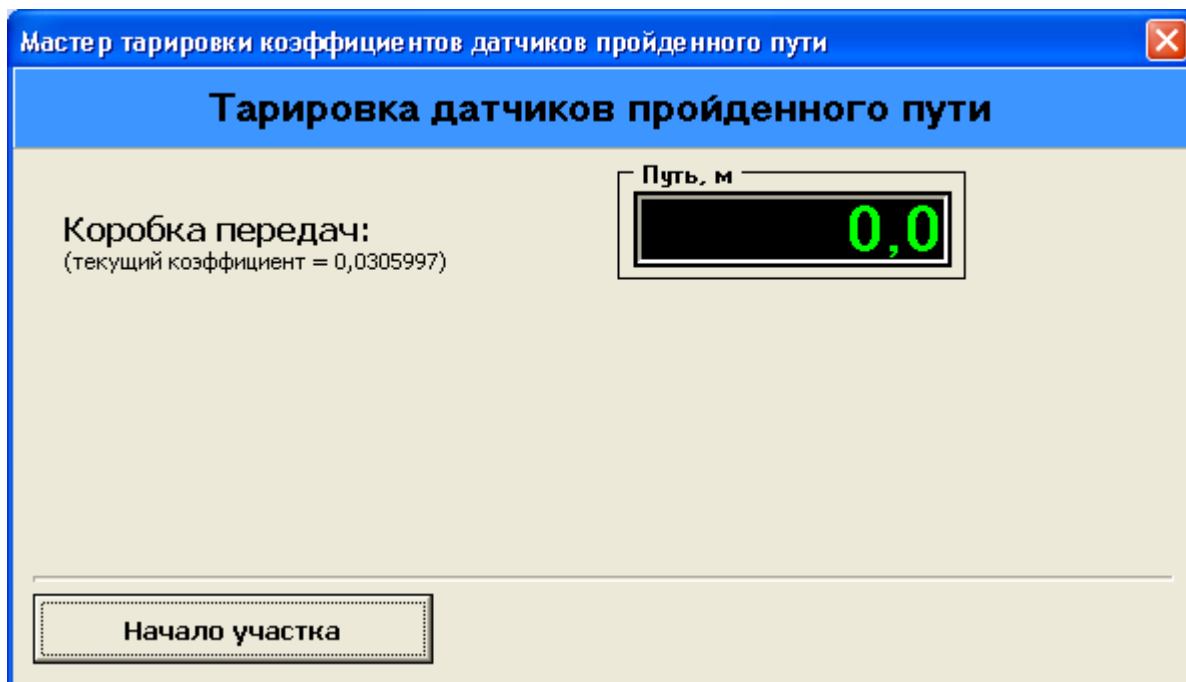 Мастер тарировки коэффициентов датчиков пройденного пути
Тарировка датчиков пройденного пути
Путь, м
0,0
Коробка передач:
(текущий коэффициент = 0,0305997)
Начало участка